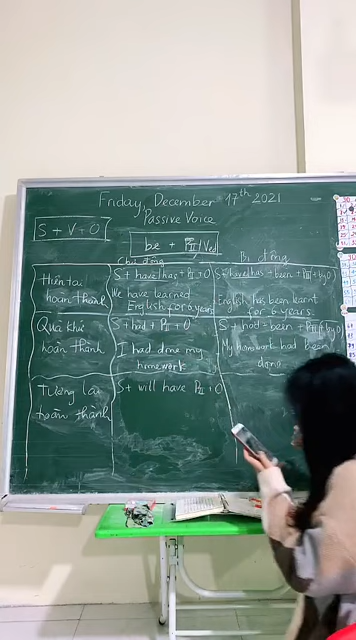 Friday, December 17th 2021
Passive Voice
S + V + O
be + PII/Ved
Chủ động
Bị động
Hiện tại hoàn thành
S + have/has + PII + O
We have learned
English for 6 years
S + have/has + been + PII + (by O)
English has been learnt
for 6 years
Quá khứ
hoàn thành
S + had + PII + O
I had done my
homework
S + had + been + PII + (by O)
My homework had been
done
Tương lai
hoàn thành
S + will have PII + O